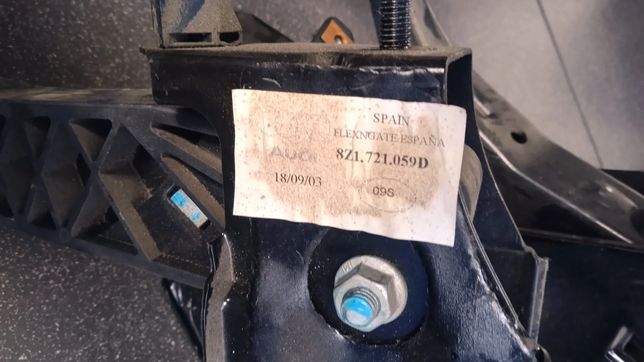 SPAIN
FLEXNGATE ESPAÑA
AUDI
8Z1.721.059D
18/09/03
09S